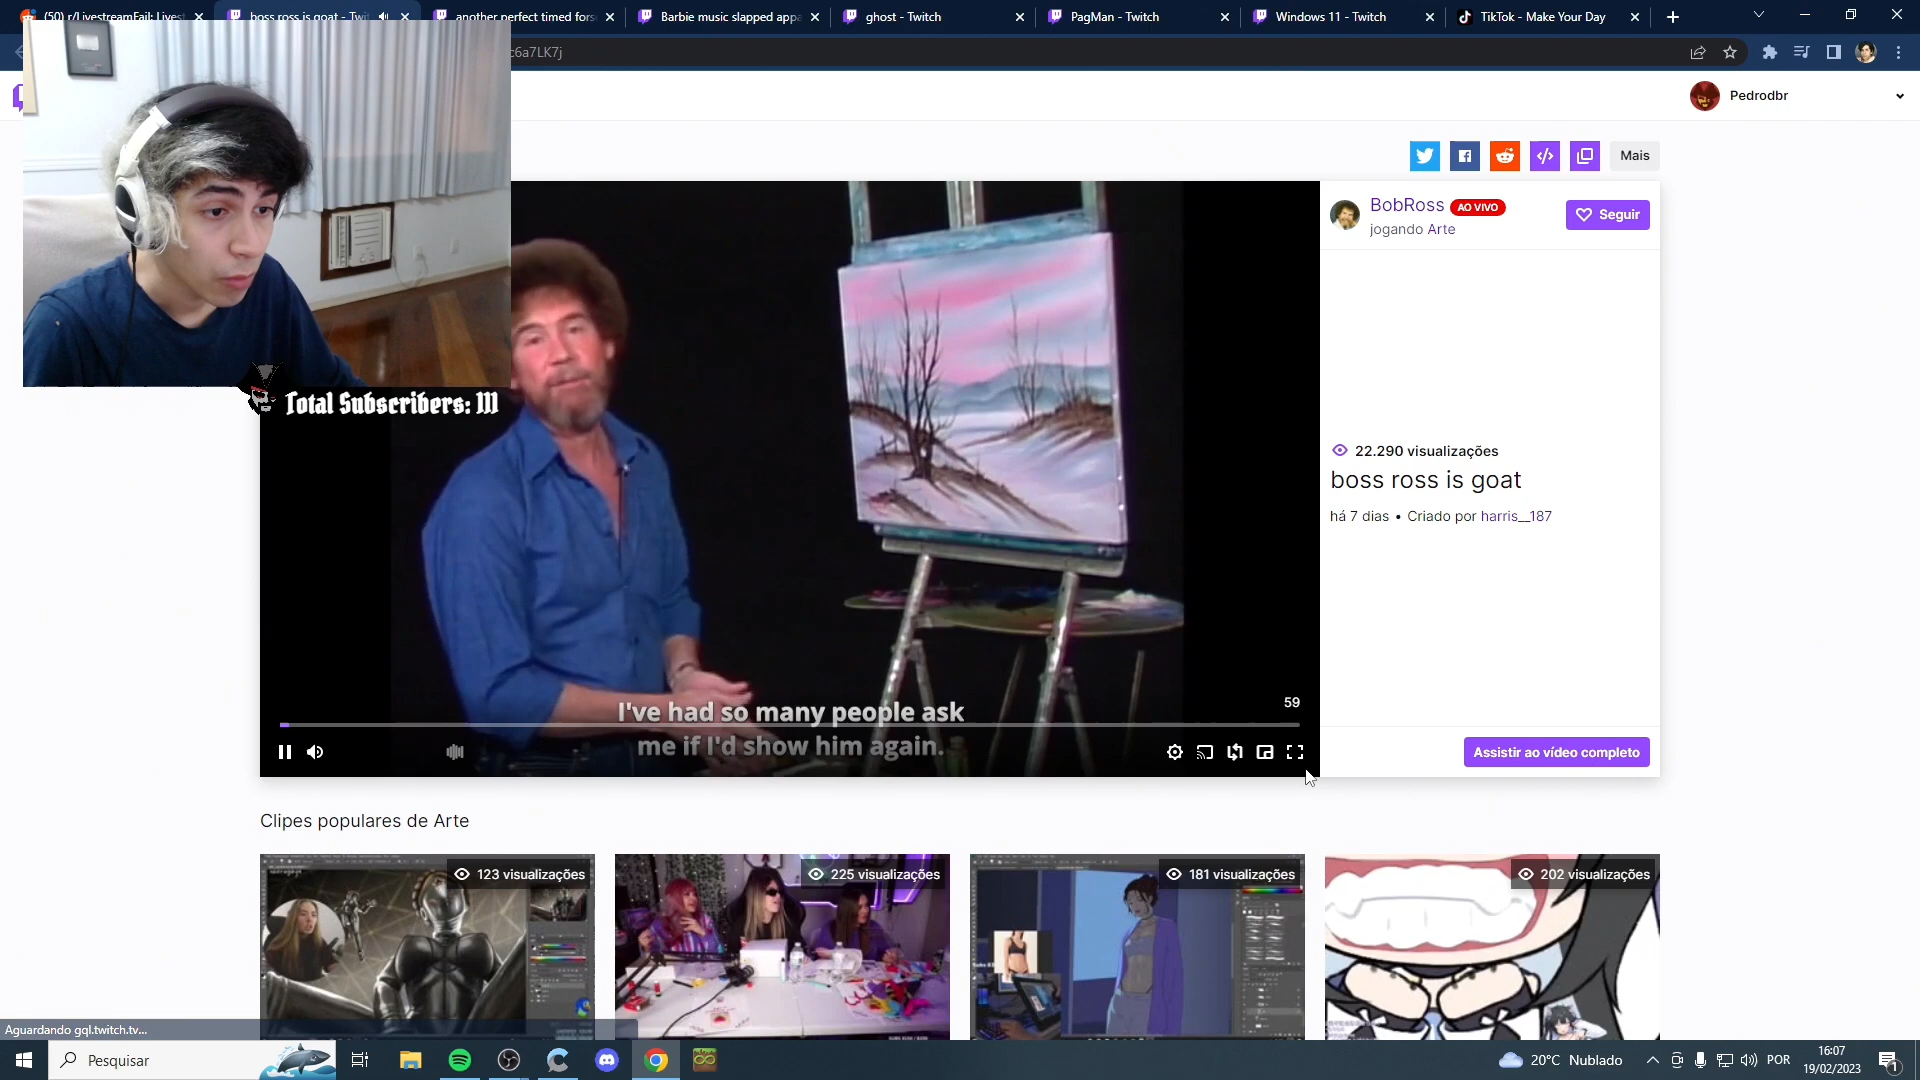 (50) r/LivestreamFail: Livest
boss ross is goat - Twit
another perfect timed fors
Barbie music slapped appa
ghost - Twitch
PagMan - Twitch
Windows 11 - Twitch
TikTok - Make Your Day
c6a7LK7j
Pedrodbr
Mais
BobRoss AO VIVO
jogando Arte
Seguir
Total Subscribers: 111
22.290 visualizações
boss ross is goat
há 7 dias • Criado por harris__187
59
I've had so many people ask
me if I'd show him again.
Assistir ao vídeo completo
Clipes populares de Arte
123 visualizações
225 visualizações
181 visualizações
202 visualizações
Aguardando gql.twitch.tv...
Pesquisar
20°C Nublado
POR
16:07
19/02/2023
1